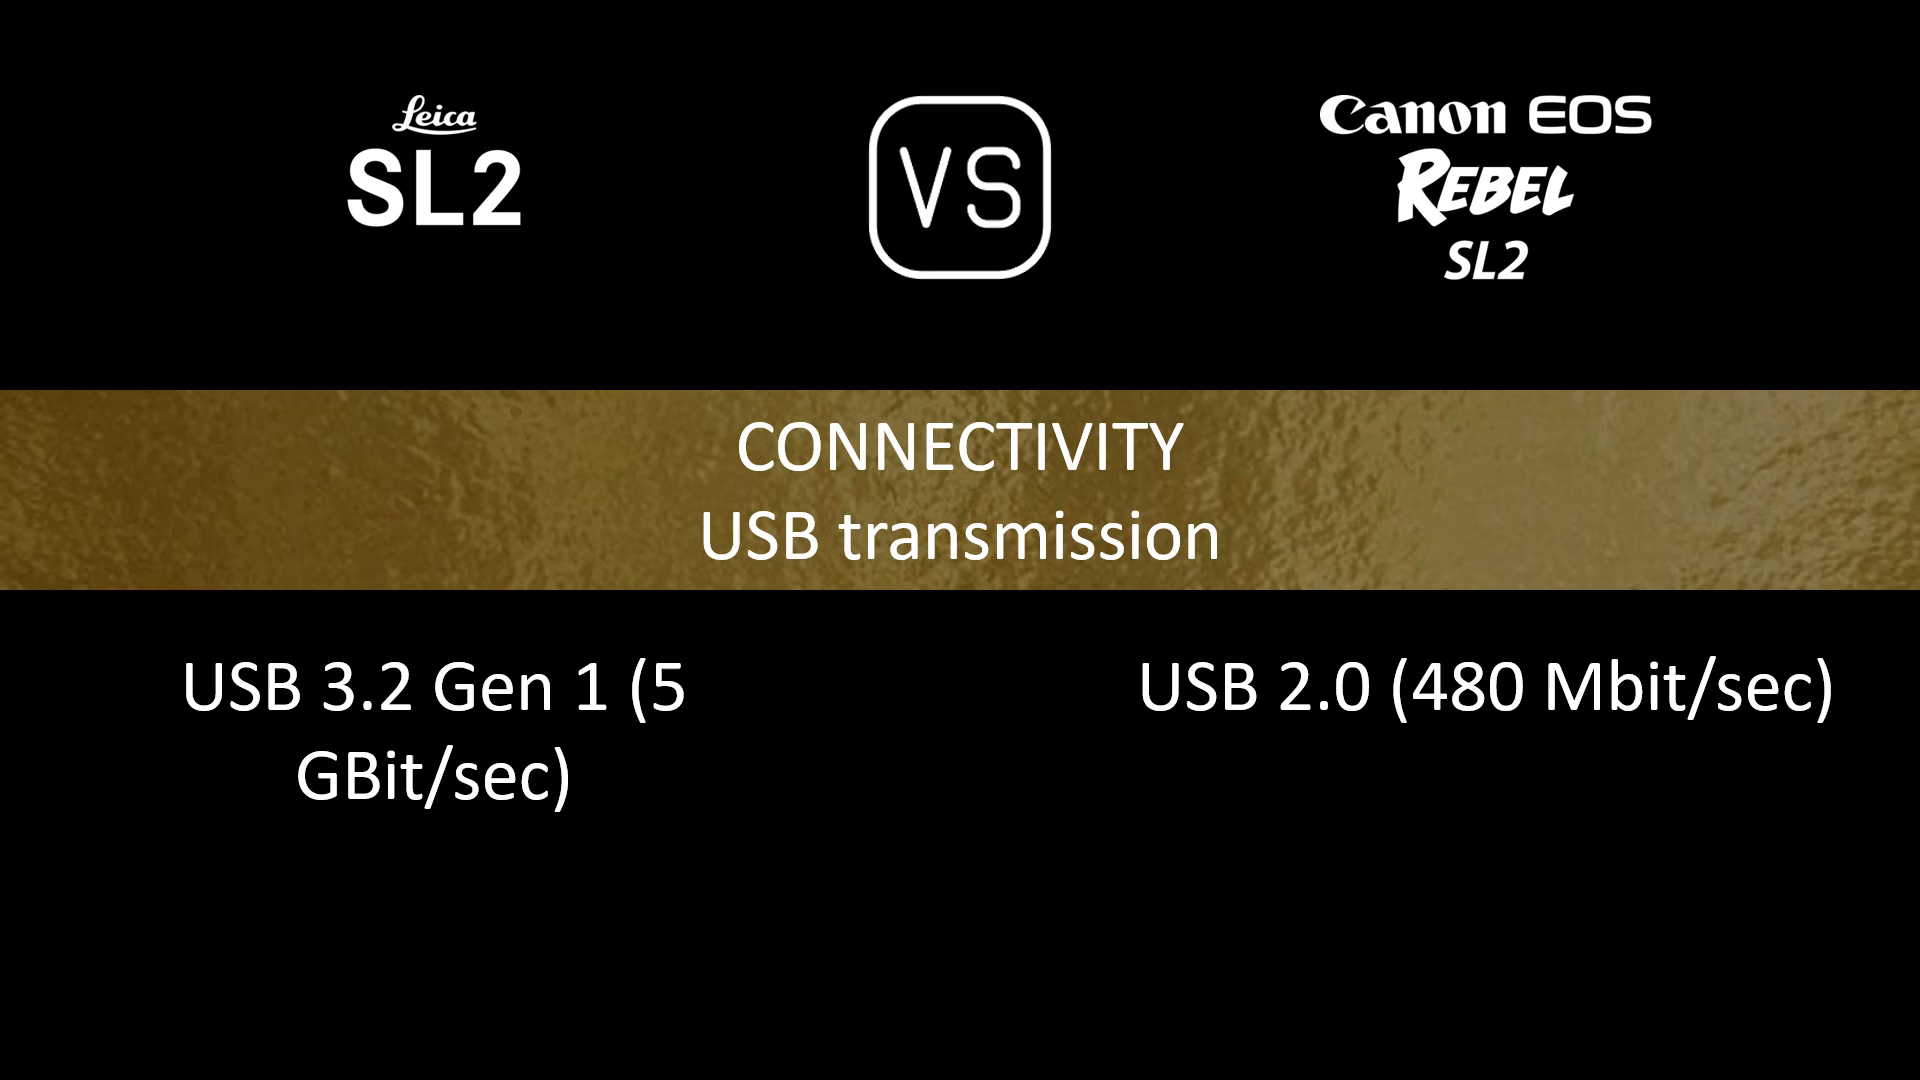 Leica
SL2
VS
Canon EOS
REBEL
SL2
CONNECTIVITY
USB transmission
USB 3.2 Gen 1 (5
GBit/sec)
USB 2.0 (480 Mbit/sec)